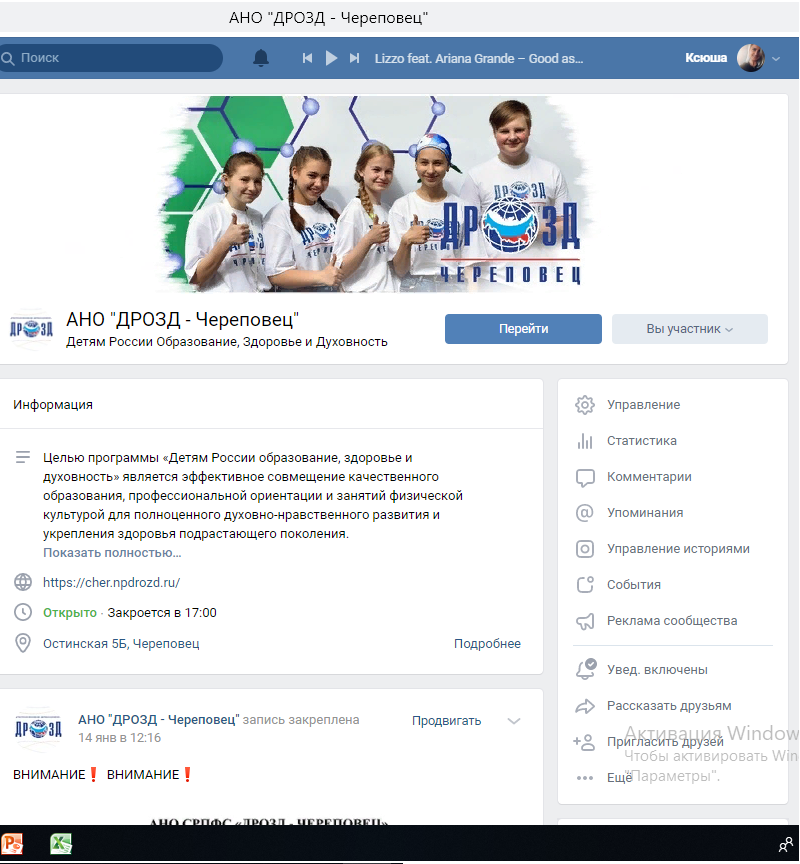 АНО "ДРОЗД - Череповец"
Поиск
Lizzo feat. Ariana Grande – Good as...
Ксюша
ДРОЗД
ДРОЗД
ЧЕРЕПОВЕЦ
ДРОЗД
АНО "ДРОЗД - Череповец"
Детям России Образование, Здоровье и Духовность
Перейти
Вы участник
Информация
Целью программы «Детям России образование, здоровье и
духовность» является эффективное совмещение качественного
образования, профессиональной ориентации и занятий физической
культурой для полноценного духовно-нравственного развития и
укрепления здоровья подрастающего поколения.
Показать полностью...
https://cher.npdrozd.ru/
Открыто · Закроется в 17:00
Остинская 5Б, Череповец
Подробнее
Управление
Статистика
Комментарии
Упоминания
Управление историями
События
Реклама сообщества
Увед. включены
Рассказать друзьям
Пригласить друзей
Ещё
ДРОЗД
АНО "ДРОЗД - Череповец" запись закреплена
14 янв в 12:16
Продвигать
ВНИМАНИЕ❗ ВНИМАНИЕ❗
АНО СРПФС «ДРОЗД - ЧЕРЕПОВЕЦ»
Активация Window
Чтобы активировать Win
"Параметры".